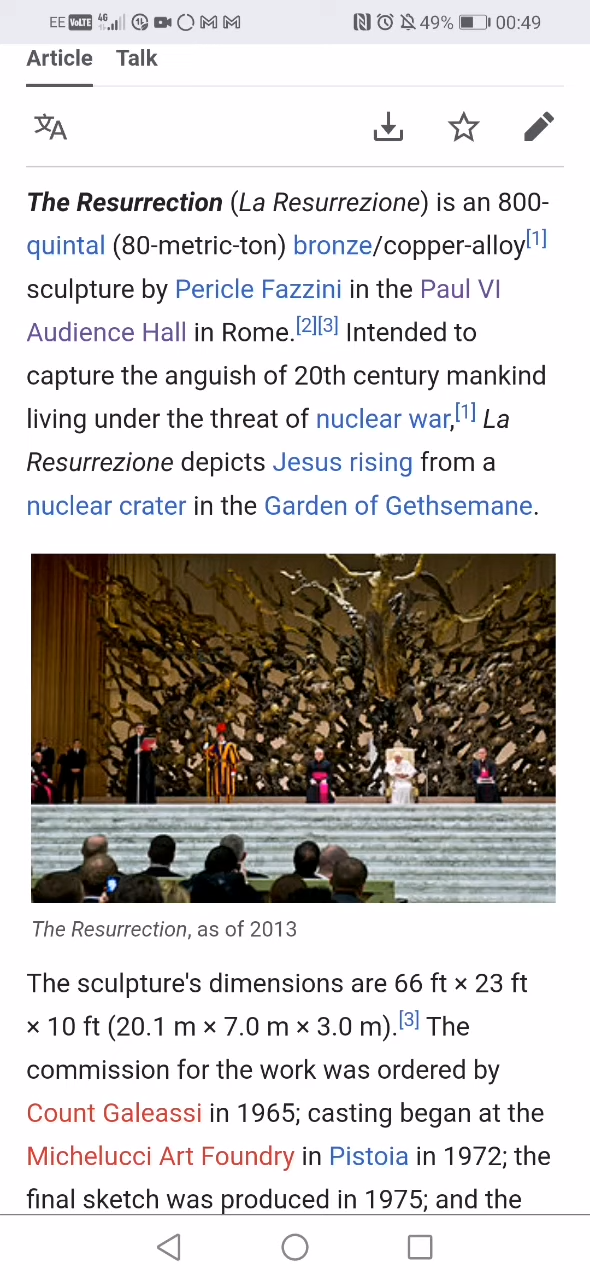 EE VoLTE 4G 49% 00:49
Article Talk
The Resurrection (La Resurrezione) is an 800-
quintal (80-metric-ton) bronze/copper-alloy[1]
sculpture by Pericle Fazzini in the Paul VI
Audience Hall in Rome.[2][3] Intended to
capture the anguish of 20th century mankind
living under the threat of nuclear war,[1] La
Resurrezione depicts Jesus rising from a
nuclear crater in the Garden of Gethsemane.
The Resurrection, as of 2013
The sculpture's dimensions are 66 ft × 23 ft
× 10 ft (20.1 m × 7.0 m × 3.0 m).[3] The
commission for the work was ordered by
Count Galeassi in 1965; casting began at the
Michelucci Art Foundry in Pistoia in 1972; the
final sketch was produced in 1975; and the